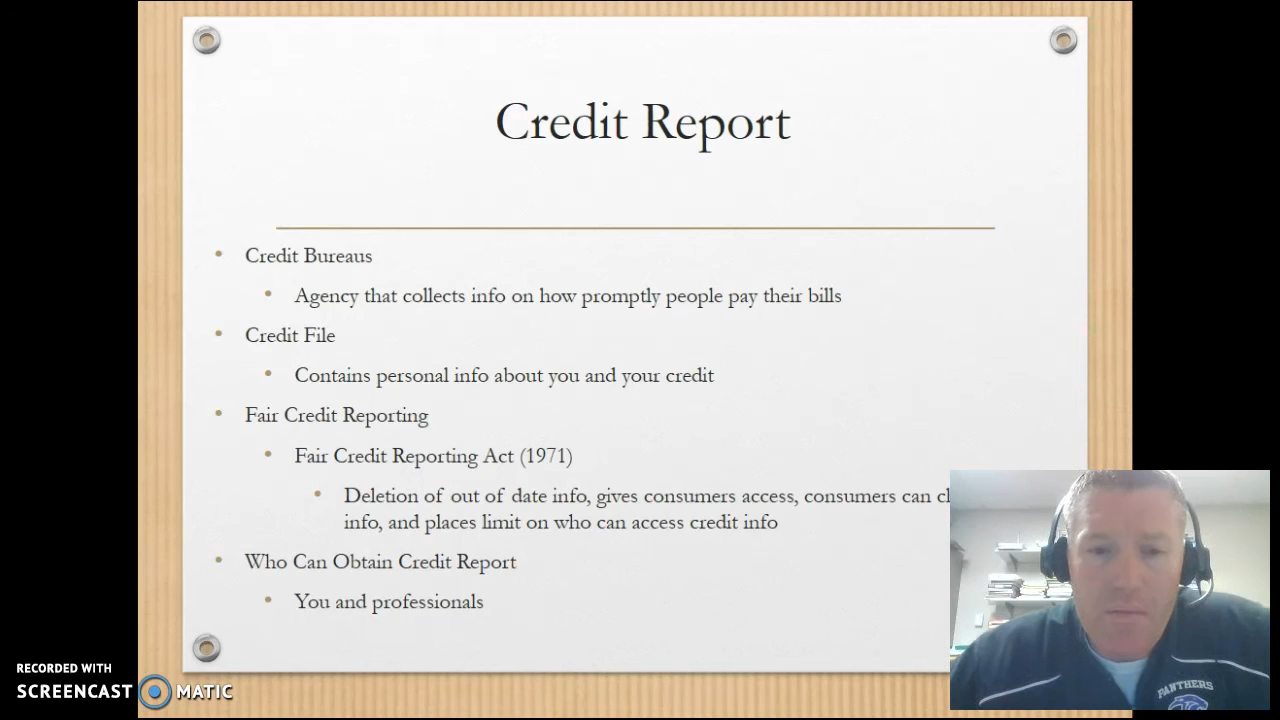 Credit Report
• Credit Bureaus
• Agency that collects info on how promptly people pay their bills
• Credit File
• Contains personal info about you and your credit
• Fair Credit Reporting
• Fair Credit Reporting Act (1971)
• Deletion of out of date info, gives consumers access, consumers can
info, and places limit on who can access credit info
• Who Can Obtain Credit Report
• You and professionals
RECORDED WITH
SCREENCAST MATIC
PANTHERS